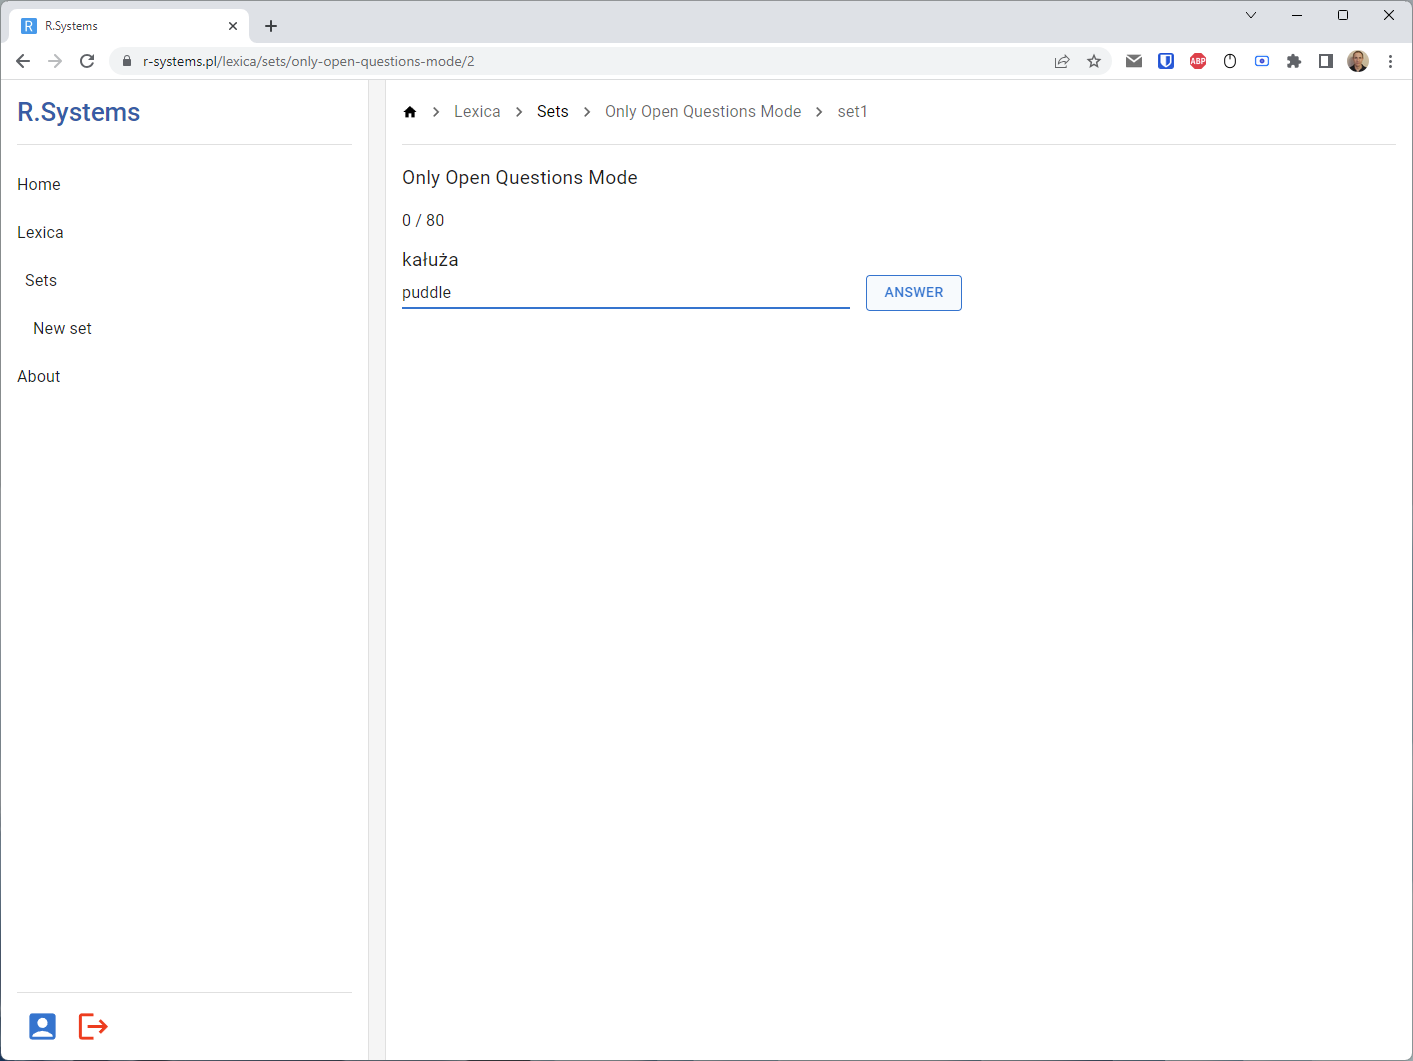 R.Systems
r-systems.pl/lexica/sets/only-open-questions-mode/2
ABP
R.Systems
Home
Lexica
Sets
New set
About
Lexica > Sets > Only Open Questions Mode > set1
Only Open Questions Mode
0 / 80
kałuża
puddle
ANSWER